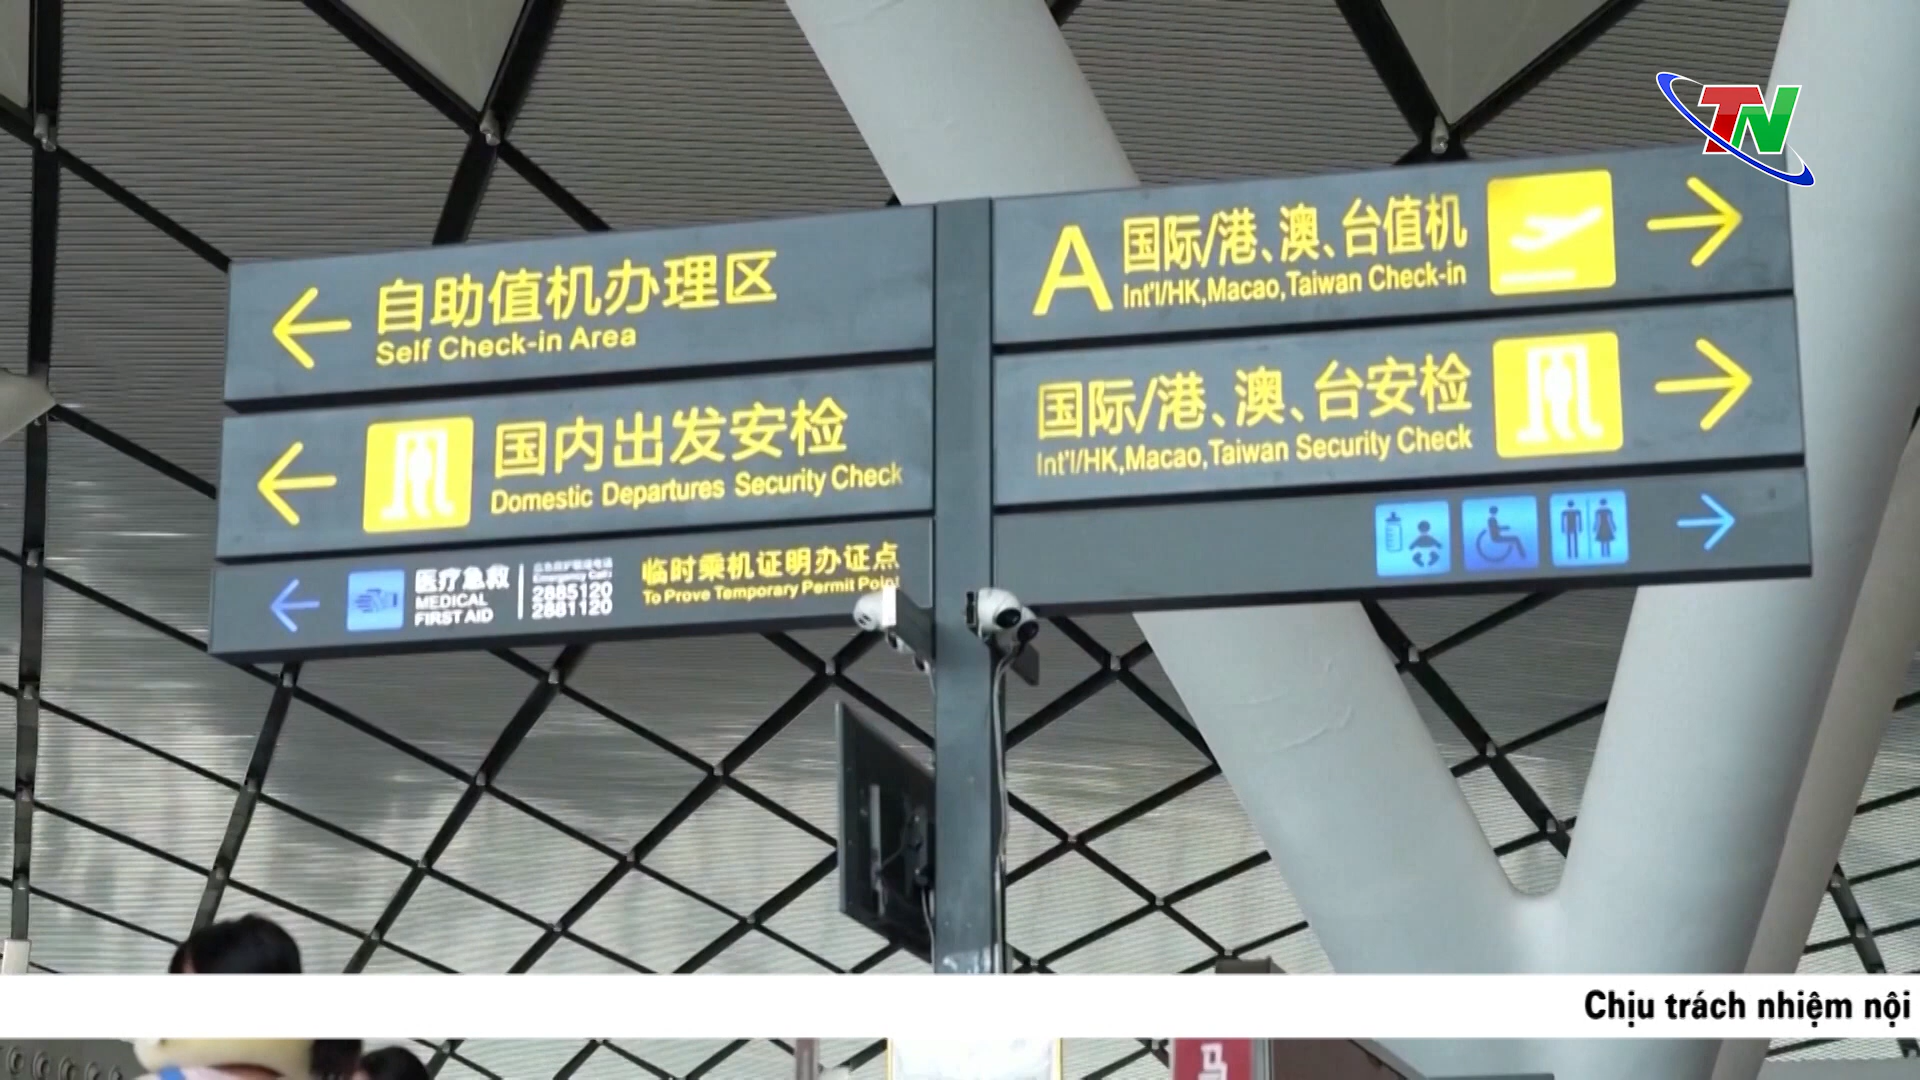 TN
自助值机办理区
Self Check-in Area
国内出发安检
Domestic Departures Security Check
医疗急救
MEDICAL
FIRST AID
Emergency Call:
2885120
2881120
临时乘机证明办证点
To Prove Temporary Permit Point
A
国际/港、澳、台值机
Int'l/HK,Macao,Taiwan Check-in
国际/港、澳、台安检
Int'l/HK,Macao,Taiwan Security Check
Chịu trách nhiệm nội